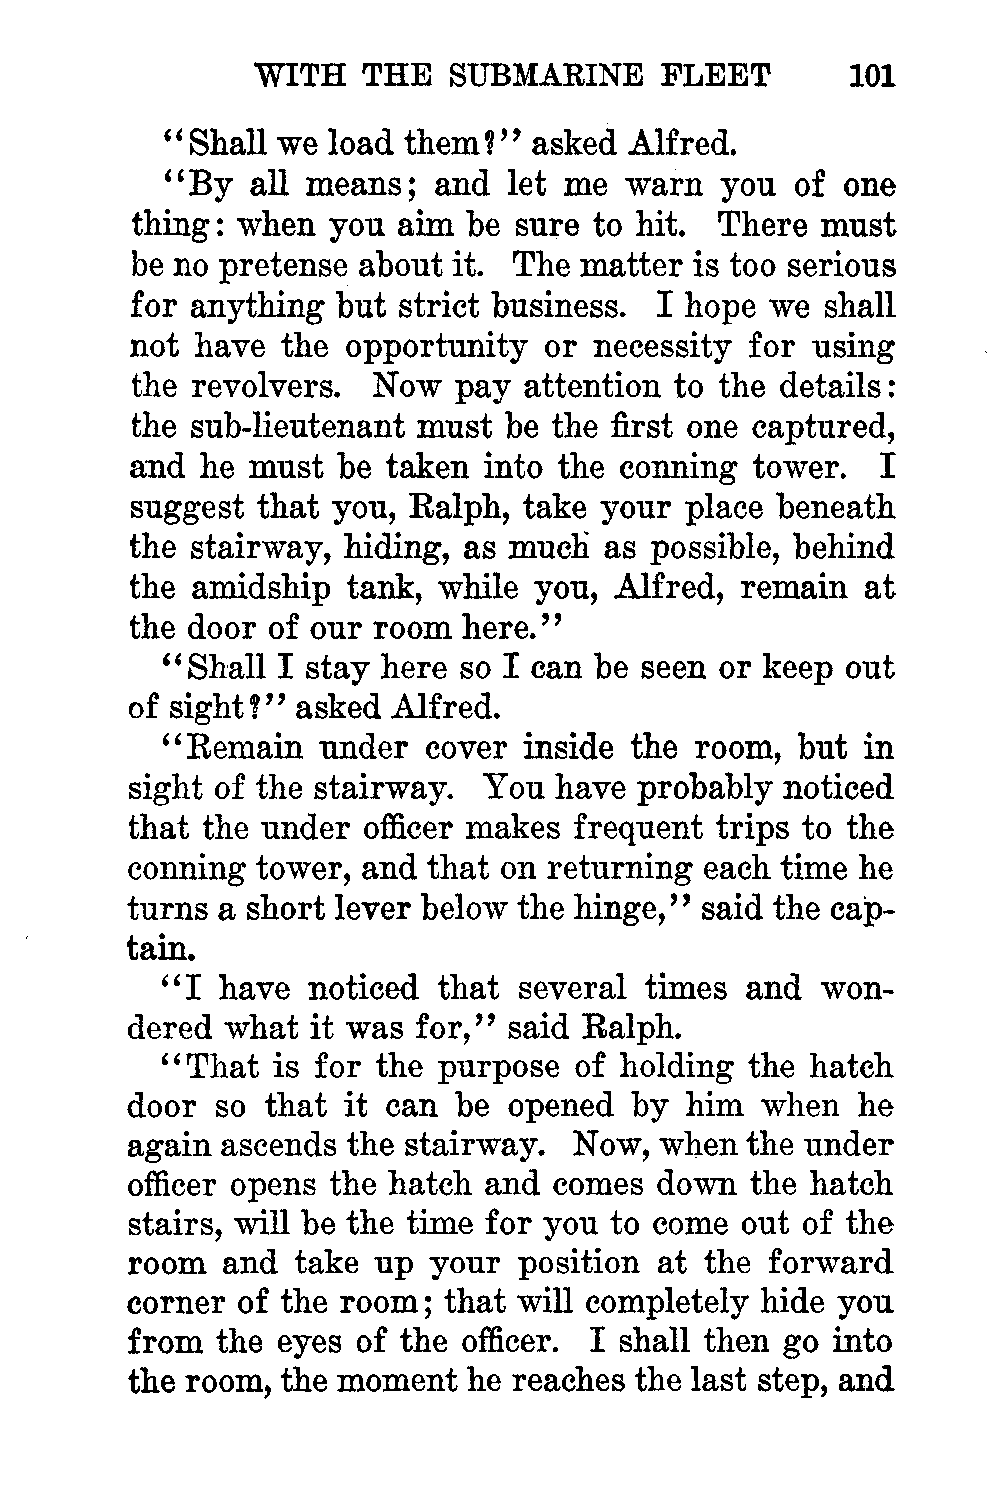 WITH THE SUBMARINE FLEET 101
"Shall we load them?" asked Alfred.
"By all means; and let me warn you of one
thing: when you aim be sure to hit. There must
be no pretense about it. The matter is too serious
for anything but strict business. I hope we shall
not have the opportunity or necessity for using
the revolvers. Now pay attention to the details:
the sub-lieutenant must be the first one captured,
and he must be taken into the conning tower. I
suggest that you, Ralph, take your place beneath
the stairway, hiding, as much as possible, behind
the amidship tank, while you, Alfred, remain at
the door of our room here."
"Shall I stay here so I can be seen or keep out
of sight?" asked Alfred.
"Remain under cover inside the room, but in
sight of the stairway. You have probably noticed
that the under officer makes frequent trips to the
conning tower, and that on returning each time he
turns a short lever below the hinge," said the cap-
tain.
"I have noticed that several times and won-
dered what it was for," said Ralph.
"That is for the purpose of holding the hatch
door so that it can be opened by him when he
again ascends the stairway. Now, when the under
officer opens the hatch and comes down the hatch
stairs, will be the time for you to come out of the
room and take up your position at the forward
corner of the room; that will completely hide you
from the eyes of the officer. I shall then go into
the room, the moment he reaches the last step, and